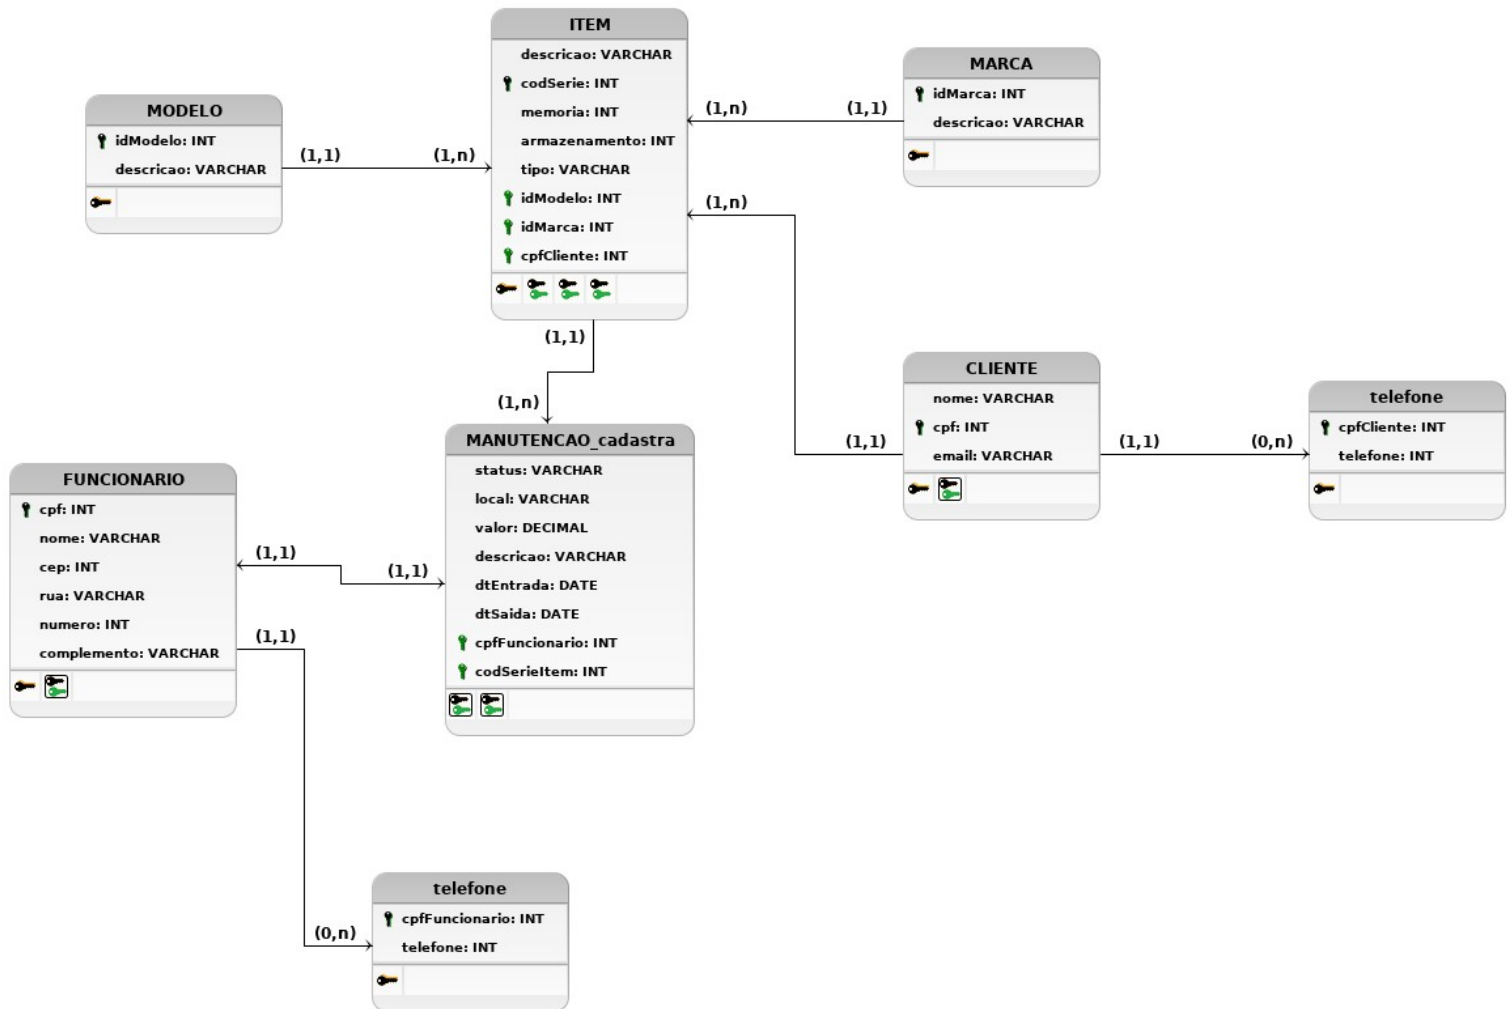 ITEM
descricao: VARCHAR
codSerie: INT
memoria: INT
armazenamento: INT
tipo: VARCHAR
idModelo: INT
idMarca: INT
cpfCliente: INT
MARCA
idMarca: INT
descricao: VARCHAR
MODELO
idModelo: INT
descricao: VARCHAR
(1,1)
(1,n)
(1,n)
(1,1)
(1,n)
(1,1)
(1,1)
(1,n)
CLIENTE
nome: VARCHAR
cpf: INT
email: VARCHAR
(1,1)
(0,n)
telefone
cpfCliente: INT
telefone: INT
MANUTENCAO_cadastra
status: VARCHAR
local: VARCHAR
valor: DECIMAL
descricao: VARCHAR
dtEntrada: DATE
dtSaida: DATE
cpfFuncionario: INT
codSerieItem: INT
FUNCIONARIO
cpf: INT
nome: VARCHAR
cep: INT
rua: VARCHAR
numero: INT
complemento: VARCHAR
(1,1)
(1,1)
(1,1)
(0,n)
telefone
cpfFuncionario: INT
telefone: INT